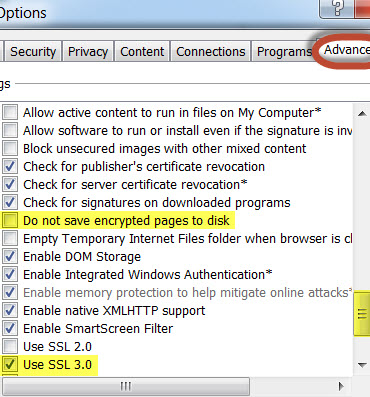 Options
Security Privacy Content Connections Programs Advance
gs
Allow active content to run in files on My Computer*
Allow software to run or install even if the signature is inv
Block unsecured images with other mixed content
Check for publisher's certificate revocation
Check for server certificate revocation*
Check for signatures on downloaded programs
Do not save encrypted pages to disk
Empty Temporary Internet Files folder when browser is cl
Enable DOM Storage
Enable Integrated Windows Authentication*
Enable memory protection to help mitigate online attacks*
Enable native XMLHTTP support
Enable SmartScreen Filter
Use SSL 2.0
Use SSL 3.0